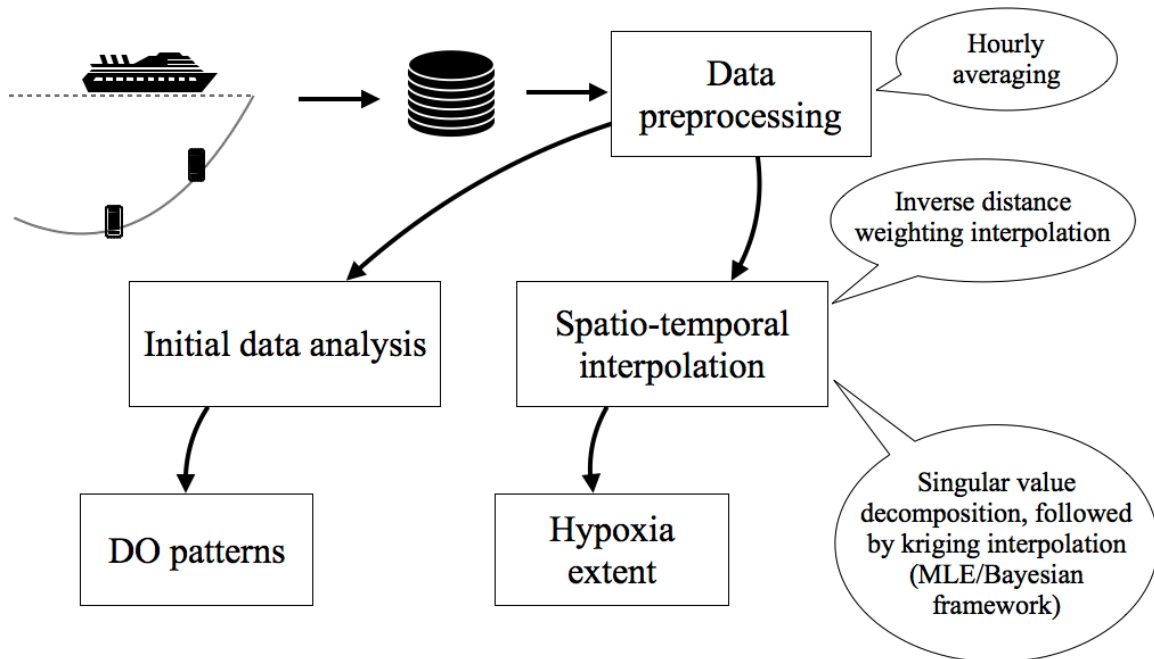 Data
preprocessing
Hourly
averaging
Inverse distance
weighting interpolation
Initial data analysis
Spatio-temporal
interpolation
Singular value
decomposition, followed
by kriging interpolation
(MLE/Bayesian
framework)
DO patterns
Hypoxia
extent